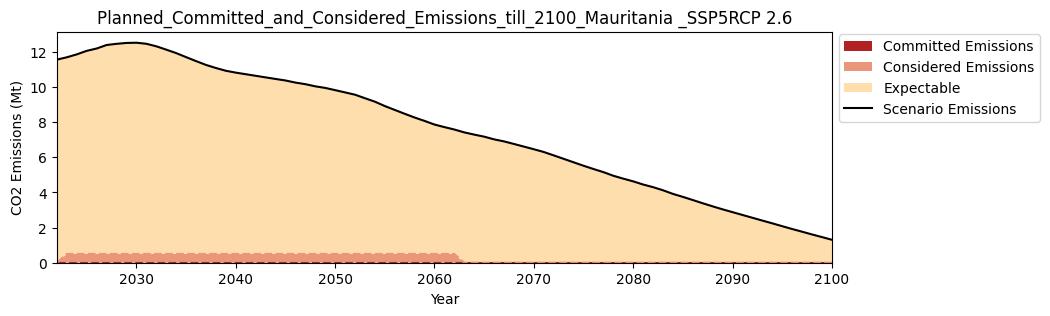 Planned_Committed_and_Considered_Emissions_till_2100_Mauritania _SSP5RCP 2.6
Committed Emissions
Considered Emissions
Expectable
Scenario Emissions
CO2 Emissions (Mt)
12
10
8
6
4
2
0
2030
2040
2050
2060
2070
2080
2090
2100
Year